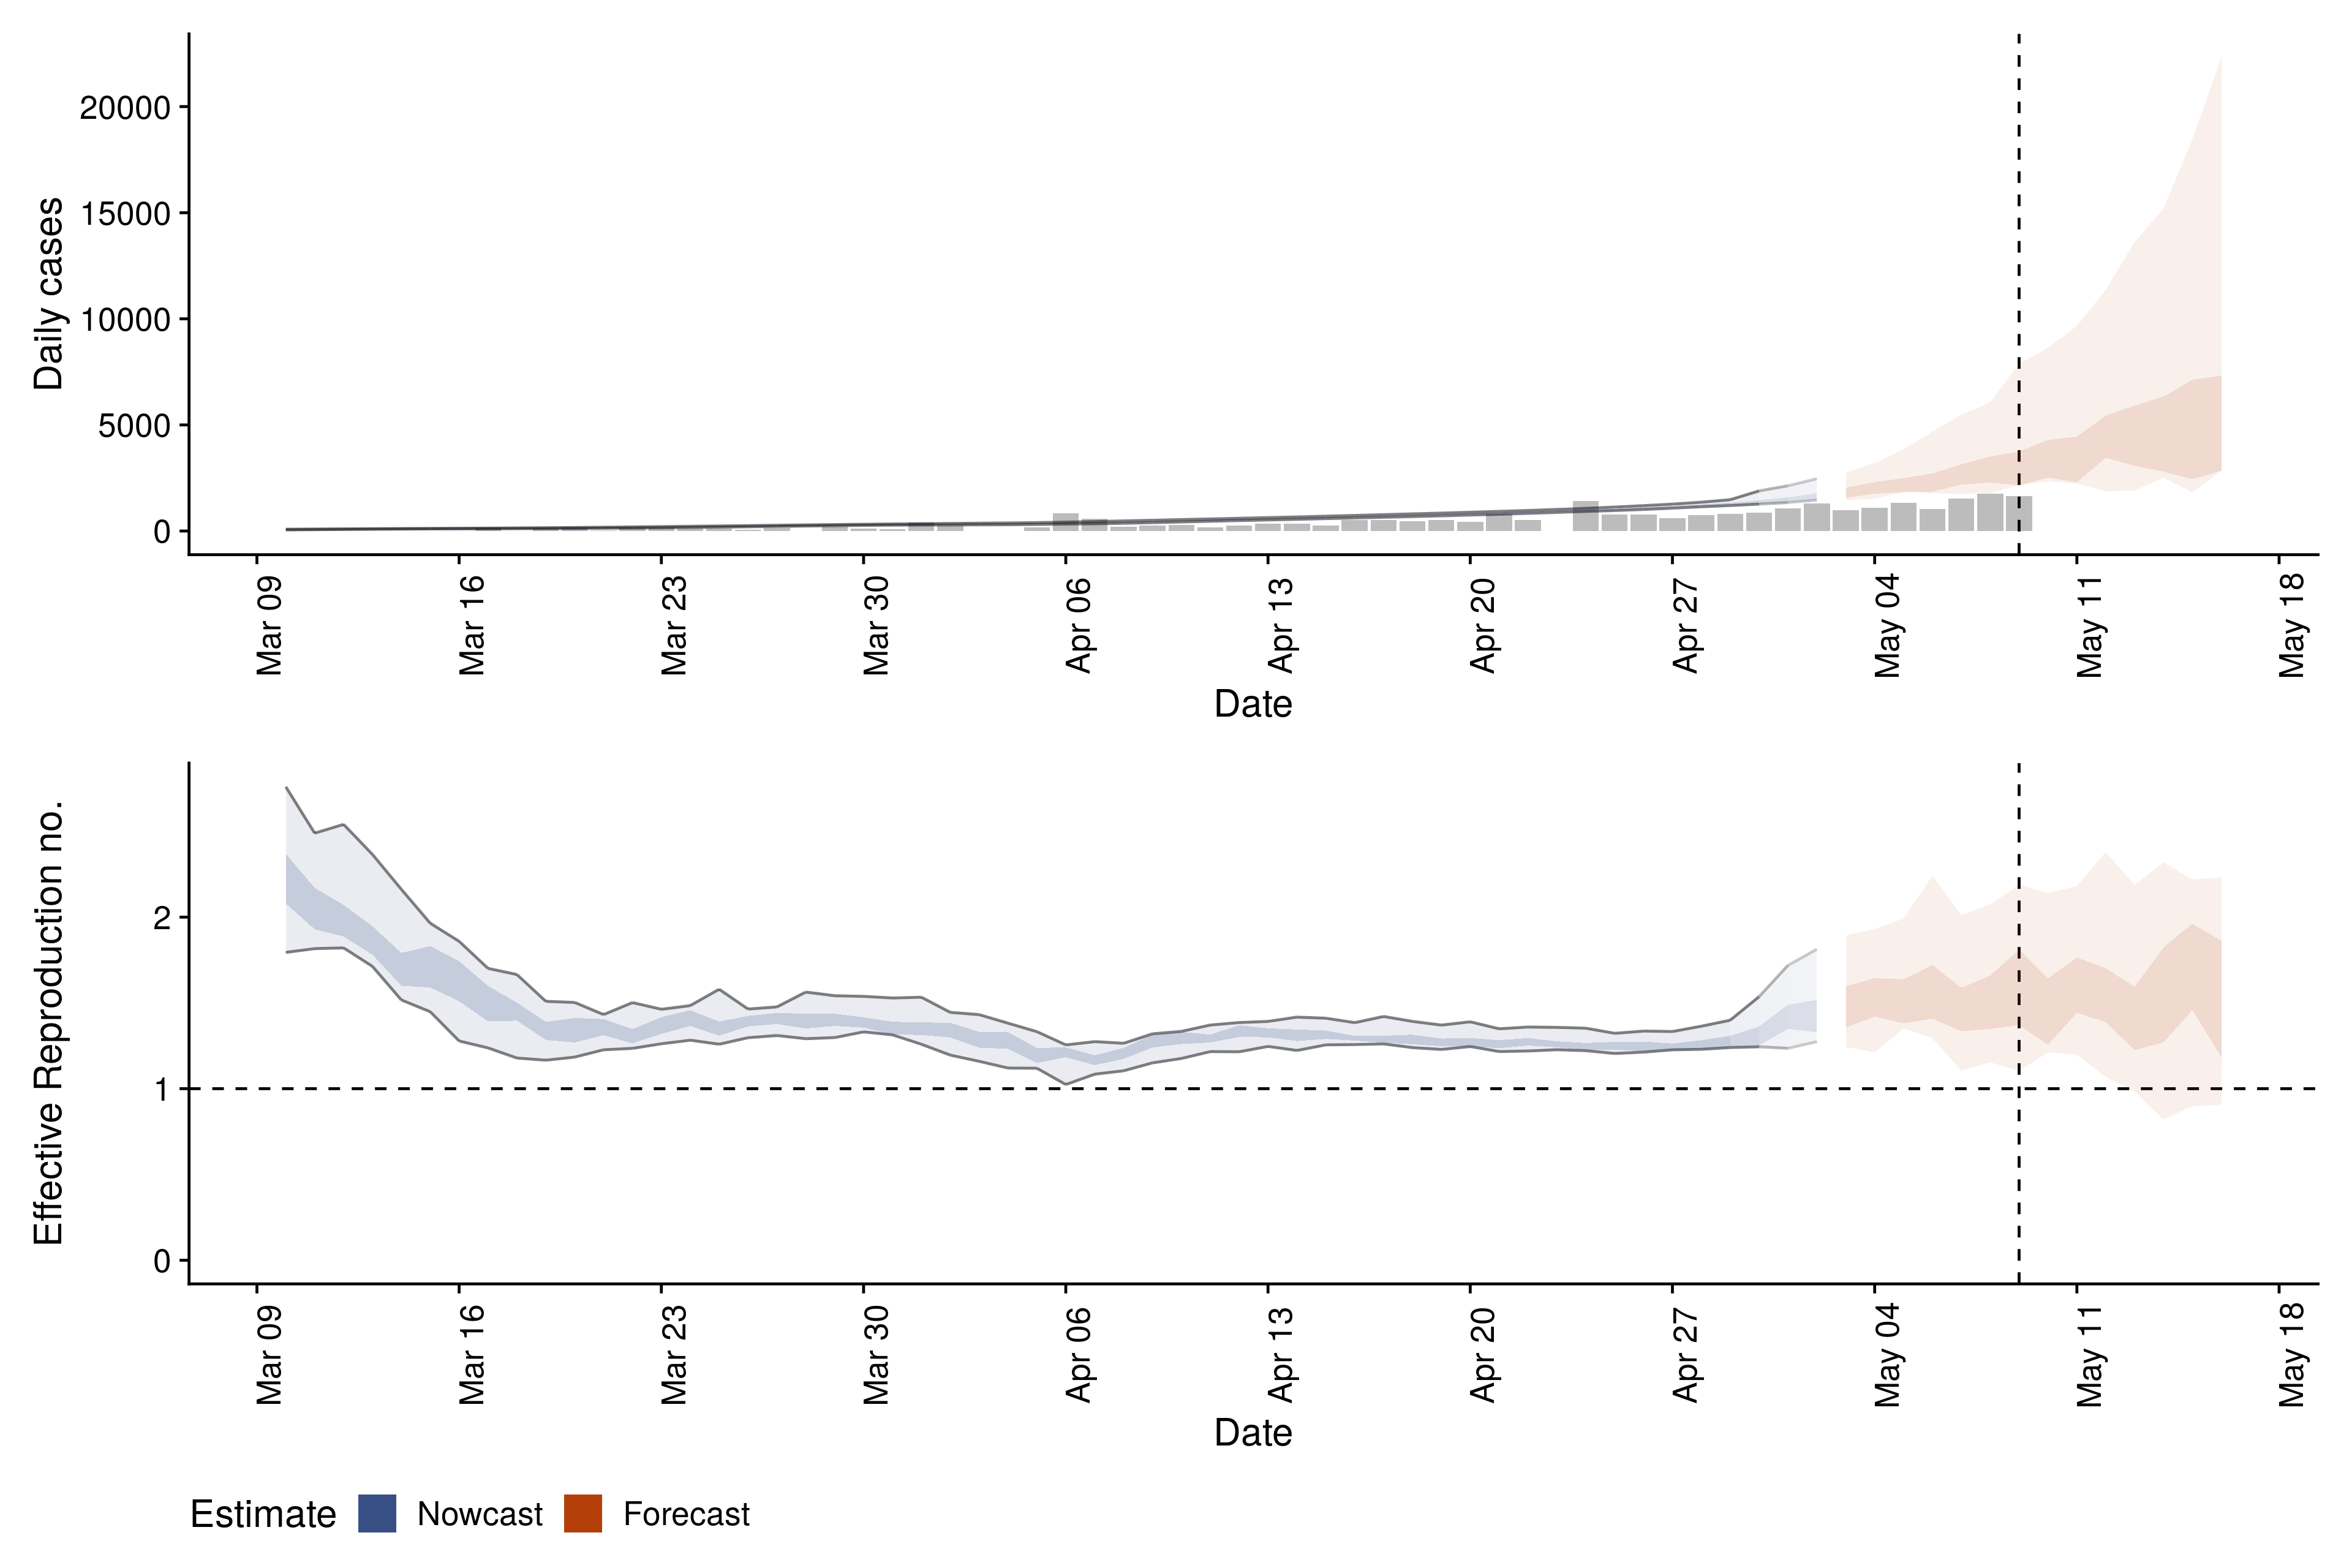 Daily cases
20000
15000
10000
5000
0
Mar 09 Mar 16 Mar 23 Mar 30 Apr 06 Apr 13 Apr 20 Apr 27 May 04 May 11 May 18
Date
Effective Reproduction no.
2
1
0
Mar 09 Mar 16 Mar 23 Mar 30 Apr 06 Apr 13 Apr 20 Apr 27 May 04 May 11 May 18
Date
Estimate Nowcast Forecast